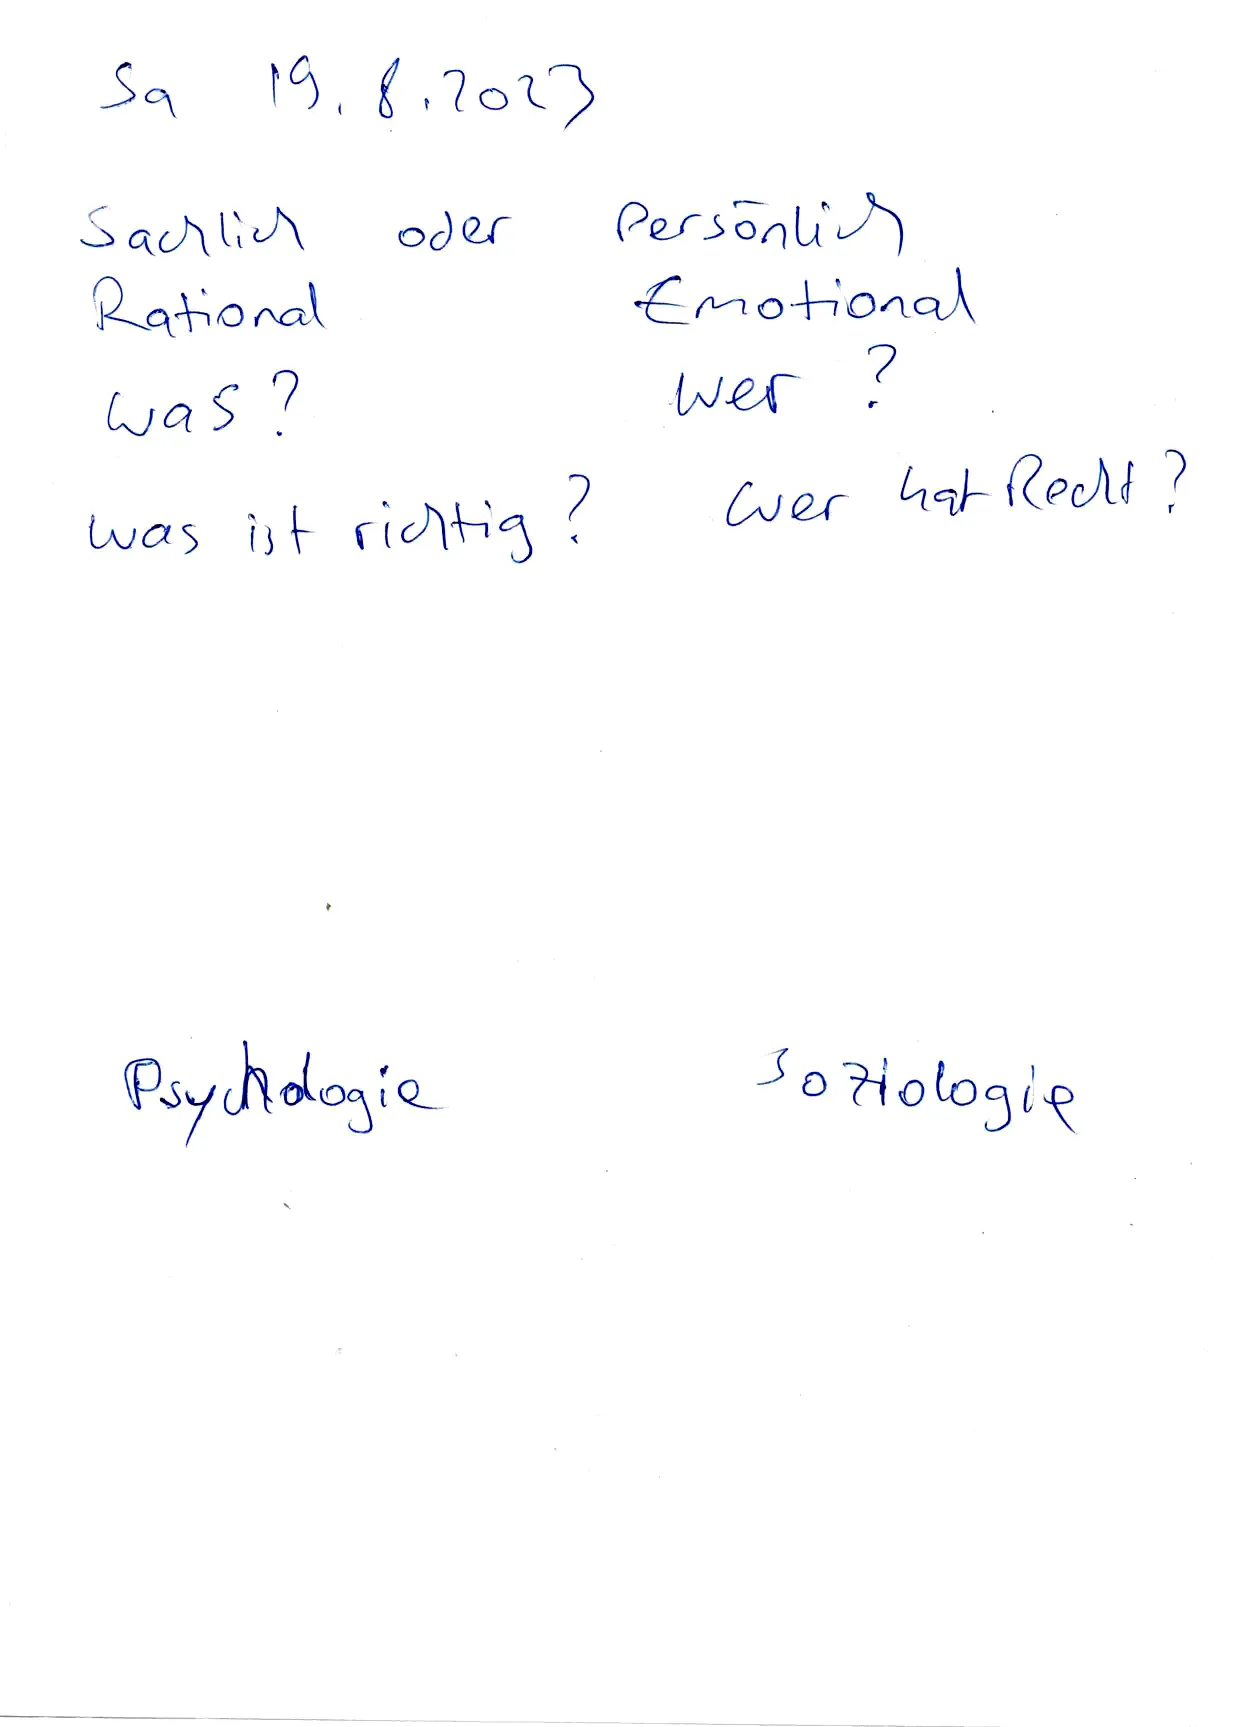 Sa 19.8.2023
Sachlich oder Persönlich
Rational Emotional
Was? Wer?
Was ist richtig? Wer hat Recht?
Psychologie Soziologie